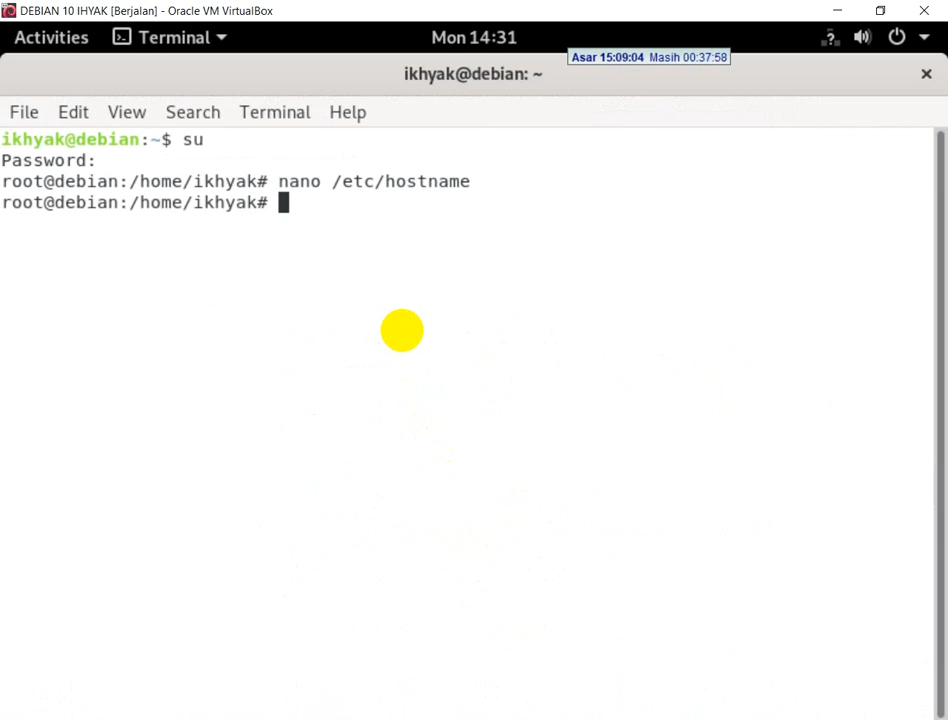 DEBIAN 10 IHYAK [Berjalan] - Oracle VM VirtualBox
Activities Terminal Mon 14:31
Asar 15:09:04 Masih 00:37:58
ikhyak@debian: ~
File Edit View Search Terminal Help
ikhyak@debian:~$ su
Password:
root@debian:/home/ikhyak# nano /etc/hostname
root@debian:/home/ikhyak#